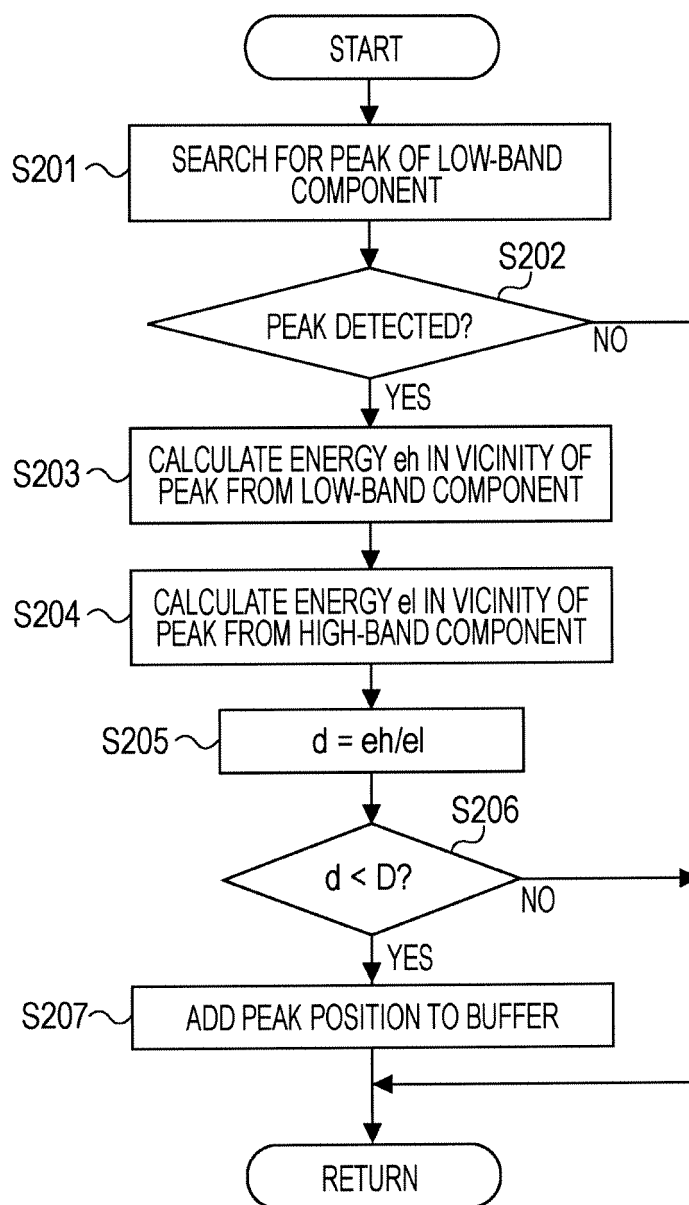 START
S201
SEARCH FOR PEAK OF LOW-BAND
COMPONENT
S202
PEAK DETECTED?
NO
YES
S203
CALCULATE ENERGY eh IN VICINITY OF
PEAK FROM LOW-BAND COMPONENT
S204
CALCULATE ENERGY el IN VICINITY OF
PEAK FROM HIGH-BAND COMPONENT
S205
d = eh/el
S206
d < D?
NO
YES
S207
ADD PEAK POSITION TO BUFFER
RETURN